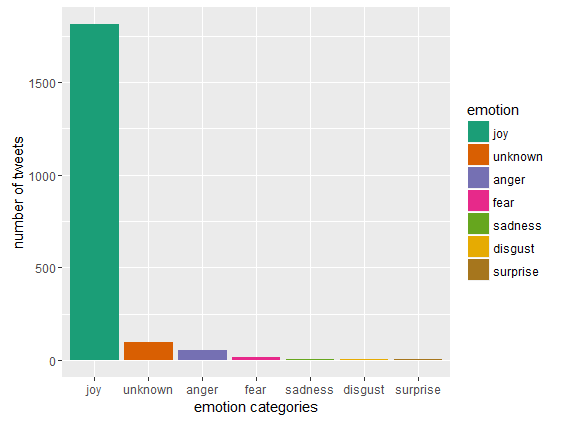 number of tweets
1500
1000
500
0
joy unknown anger fear sadness disgust surprise
emotion categories
emotion
joy
unknown
anger
fear
sadness
disgust
surprise